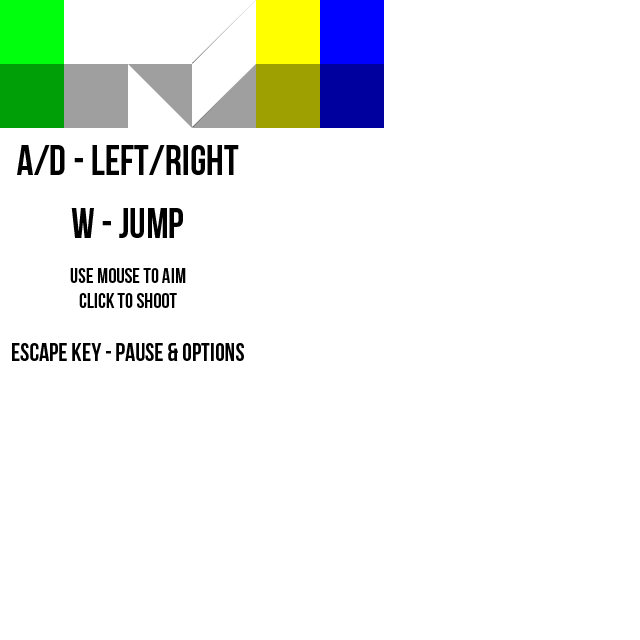 A/D - LEFT/RIGHT
W - JUMP
USE MOUSE TO AIM
CLICK TO SHOOT
ESCAPE KEY - PAUSE & OPTIONS